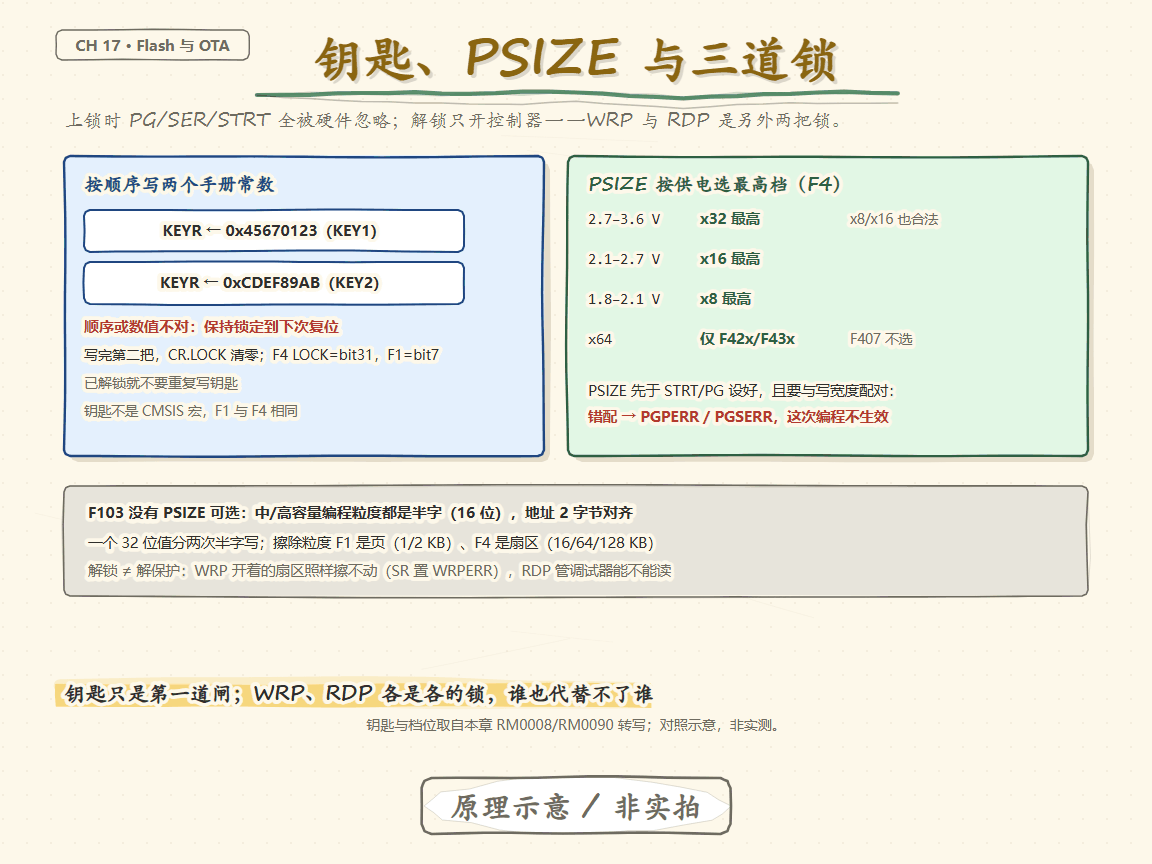 CH 17 • Flash 与 OTA
钥匙、PSIZE 与三道锁
上锁时 PG/SER/STRT 全被硬件忽略；解锁只开控制器——WRP 与 RDP 是另外两把锁。
按顺序写两个手册常数
KEYR ← 0x45670123（KEY1）
KEYR ← 0xCDEF89AB（KEY2）
顺序或数值不对：保持锁定到下次复位
写完第二把，CR.LOCK 清零；F4 LOCK=bit31，F1=bit7
已解锁就不要重复写钥匙
钥匙不是 CMSIS 宏，F1 与 F4 相同
PSIZE 按供电选最高档（F4）
2.7–3.6 V x32 最高 x8/x16 也合法
2.1–2.7 V x16 最高
1.8–2.1 V x8 最高
x64 仅 F42x/F43x F407 不选
PSIZE 先于 STRT/PG 设好，且要与写宽度配对：
错配 → PGPERR / PGSERR，这次编程不生效
F103 没有 PSIZE 可选：中/高容量编程粒度都是半字（16 位），地址 2 字节对齐
一个 32 位值分两次半字写；擦除粒度 F1 是页（1/2 KB）、F4 是扇区（16/64/128 KB）
解锁 ≠ 解保护：WRP 开着的扇区照样擦不动（SR 置 WRPERR），RDP 管调试器能不能读
钥匙只是第一道闸；WRP、RDP 各是各的锁，谁也代替不了谁
钥匙与档位取自本章 RM0008/RM0090 转写；对照示意，非实测。
原理示意 / 非实拍